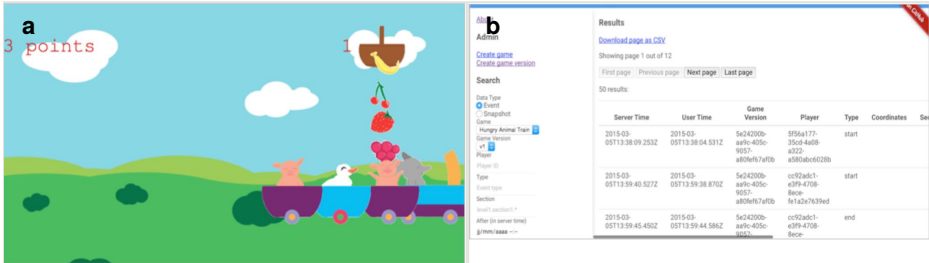 a
3 points
1
b
Admin
Create game
Create game version
Search
Data Type
Event
Snapshot
Game
Hungry Animal Train
Game Version
v1
Player
Player ID
Type
Event type
Section
After (in server time)
jj/mm/aaaa --:--
Results
Download page as CSV
Showing page 1 out of 12
First page Previous page Next page Last page
50 results:
Server Time User Time Game Version Player Type Coordinates
2015-03-05T13:38:09.253Z 2015-03-05T13:38:04.531Z 5e24200b-aa9c-405c-9057-a80fef67af0b 5f56a177-35cd-4a08-a322-a580abc6028b start
2015-03-05T13:59:40.527Z 2015-03-05T13:59:38.870Z 5e24200b-aa9c-405c-9057-a80fef67af0b cc92adc1-e3f9-4708-8ece-fe1a2e7639ed start
2015-03-05T13:59:45.450Z 2015-03-05T13:59:44.586Z 5e24200b-aa9c-405c-9057- cc92adc1-e3f9-4708-8ece- end